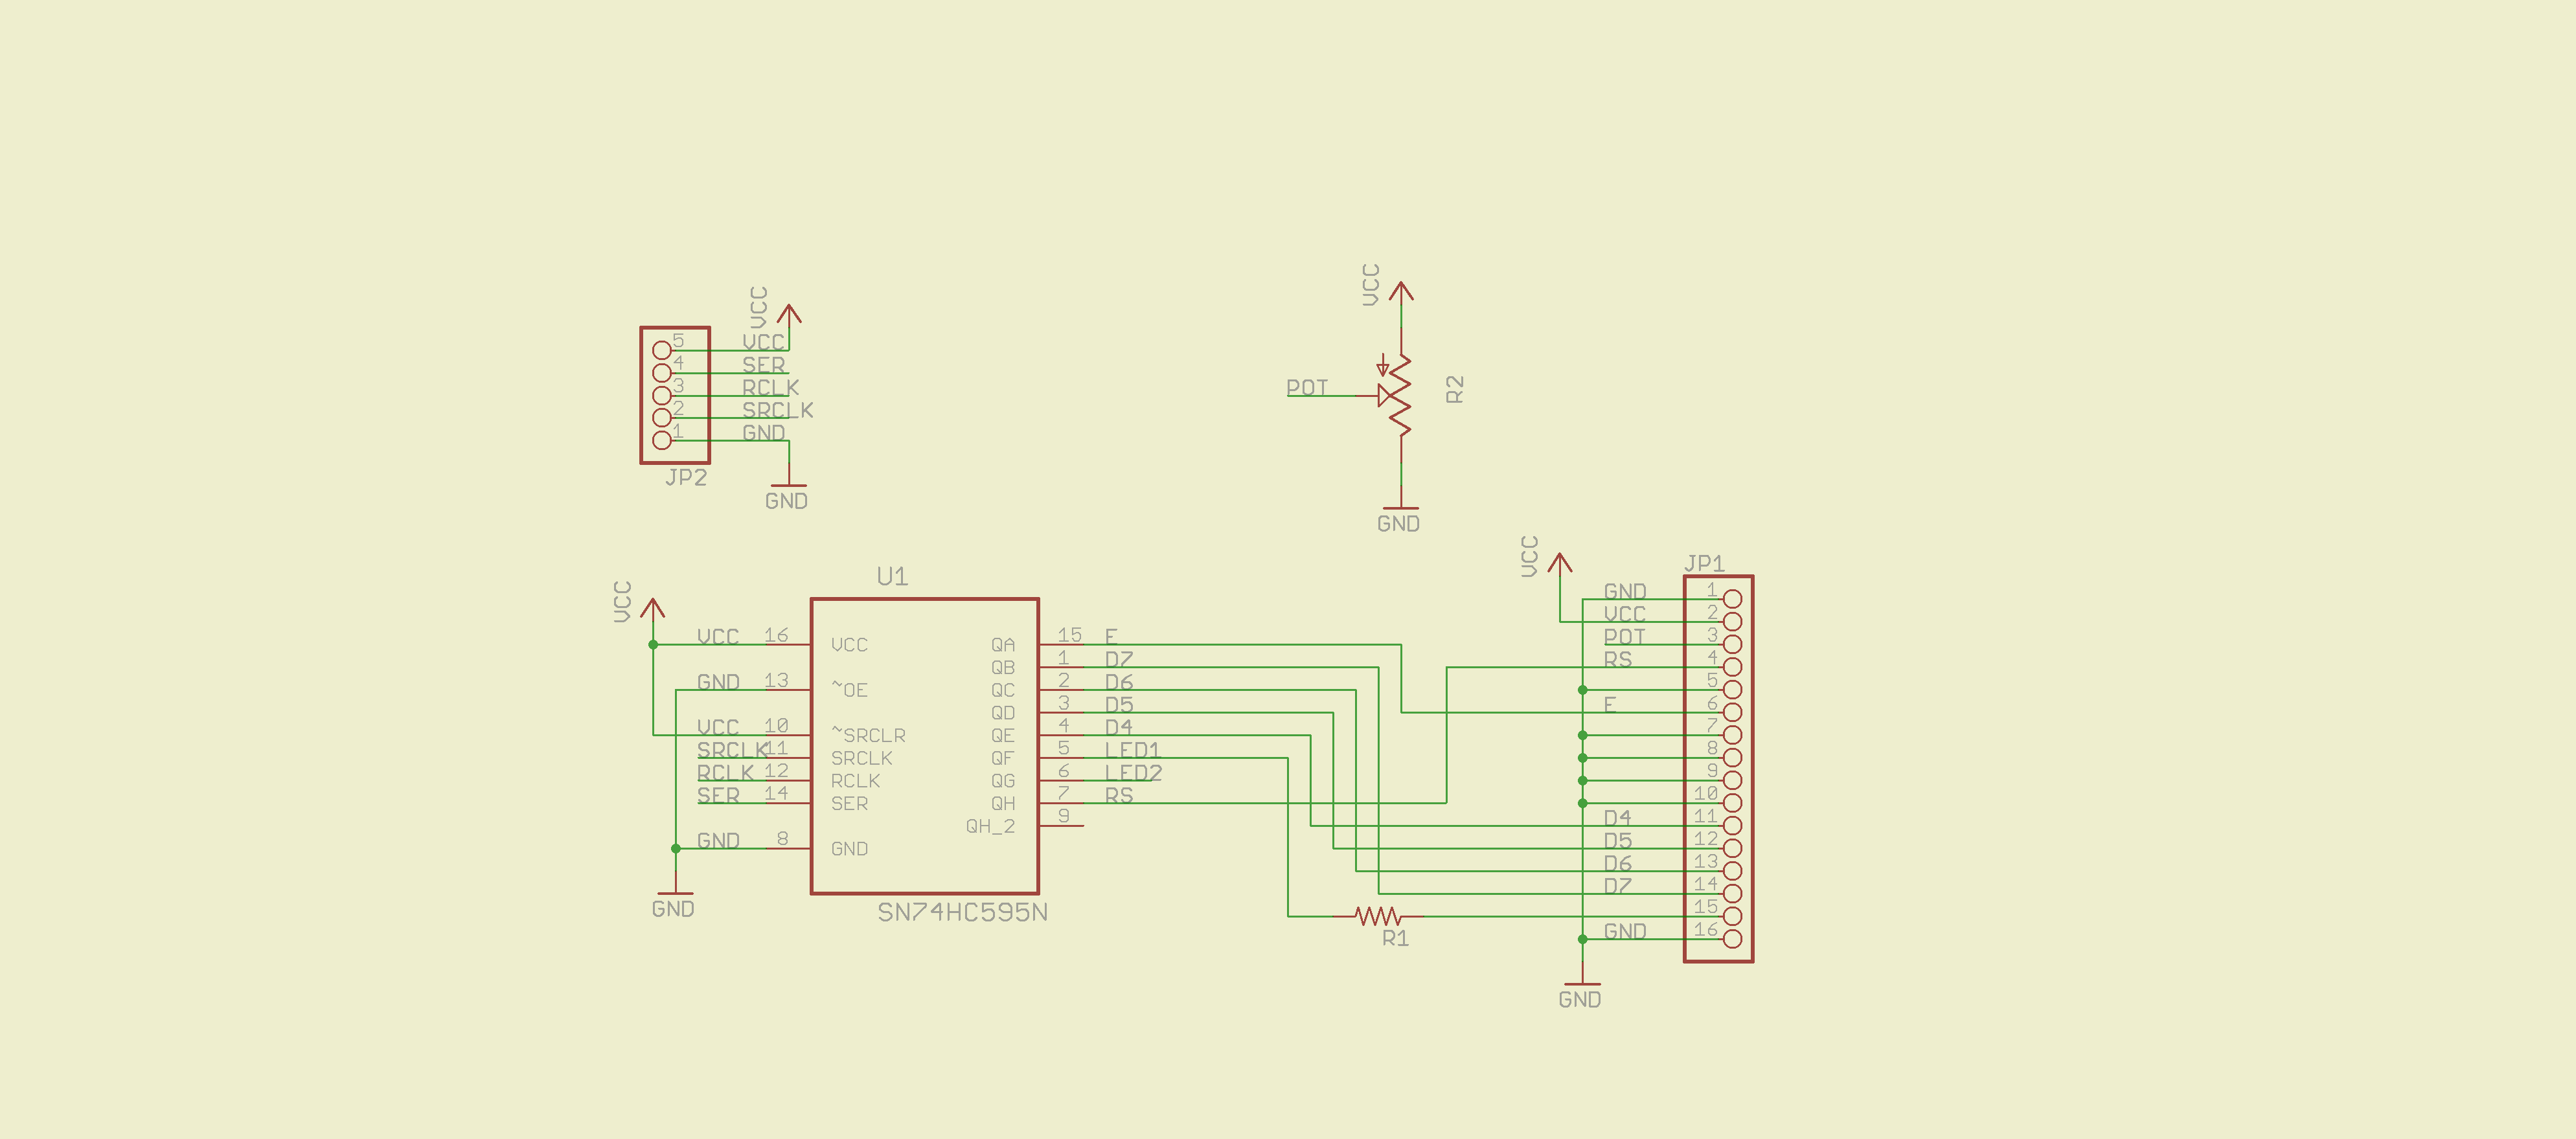 VCC
5 VCC
4 SER
3 RCLK
2 SRCLK
1 GND
JP2
GND
VCC
POT
R2
GND
U1
VCC
VCC 16 VCC
GND 13 ~OE
VCC 10 ~SRCLR
SRCLK 11 SRCLK
RCLK 12 RCLK
SER 14 SER
GND 8 GND
GND
QA 15 E
QB 1 D7
QC 2 D6
QD 3 D5
QE 4 D4
QF 5 LED1
QG 6 LED2
QH 7 RS
QH_2 9
SN74HC595N
R1
VCC
JP1
GND 1
VCC 2
POT 3
RS 4
5
E 6
7
8
9
10
D4 11
D5 12
D6 13
D7 14
15
GND 16
GND